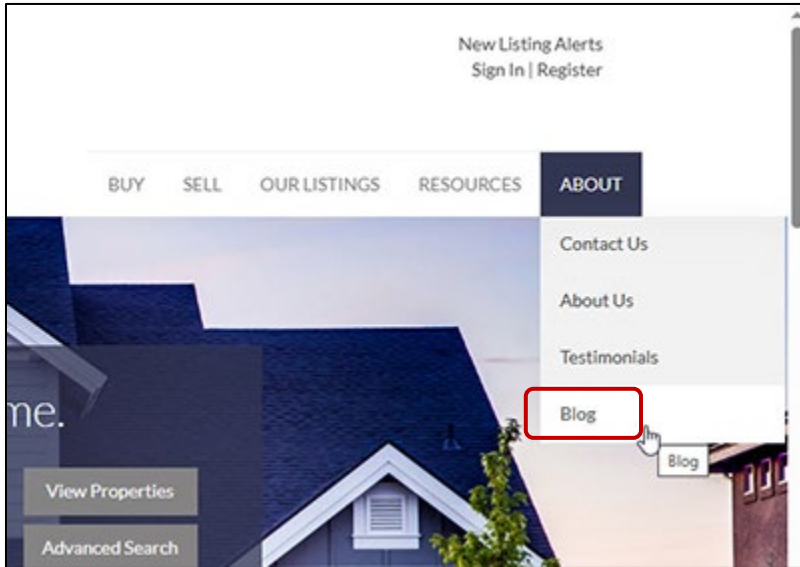 New Listing Alerts
Sign In | Register
BUY SELL OUR LISTINGS RESOURCES ABOUT
Contact Us
About Us
Testimonials
Blog
me.
Blog
View Properties
Advanced Search